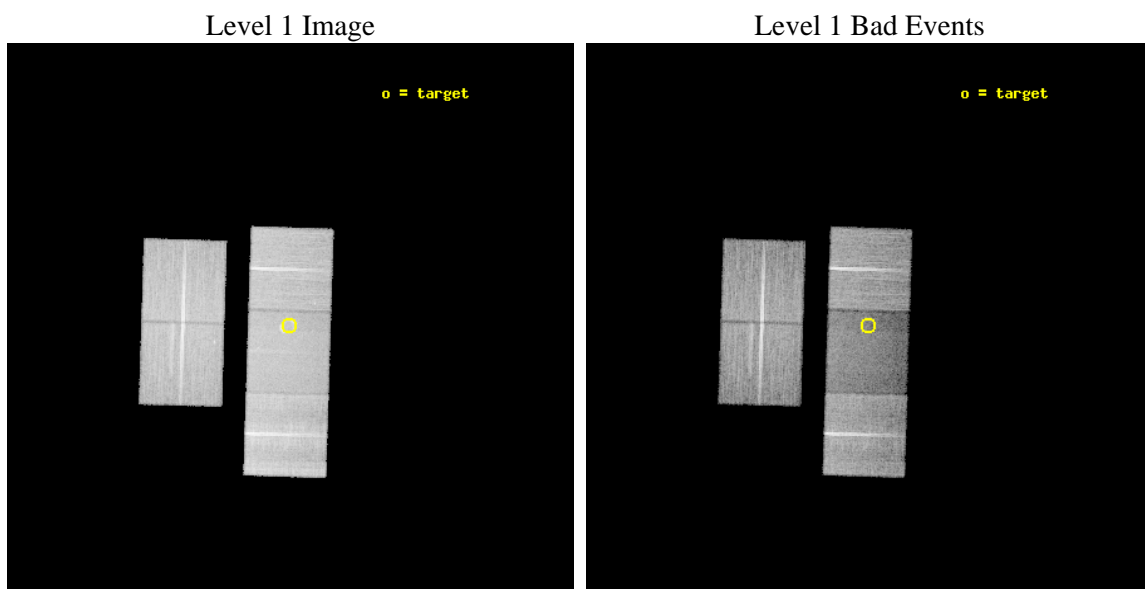 Level 1 Image
Level 1 Bad Events
o = target
o = target